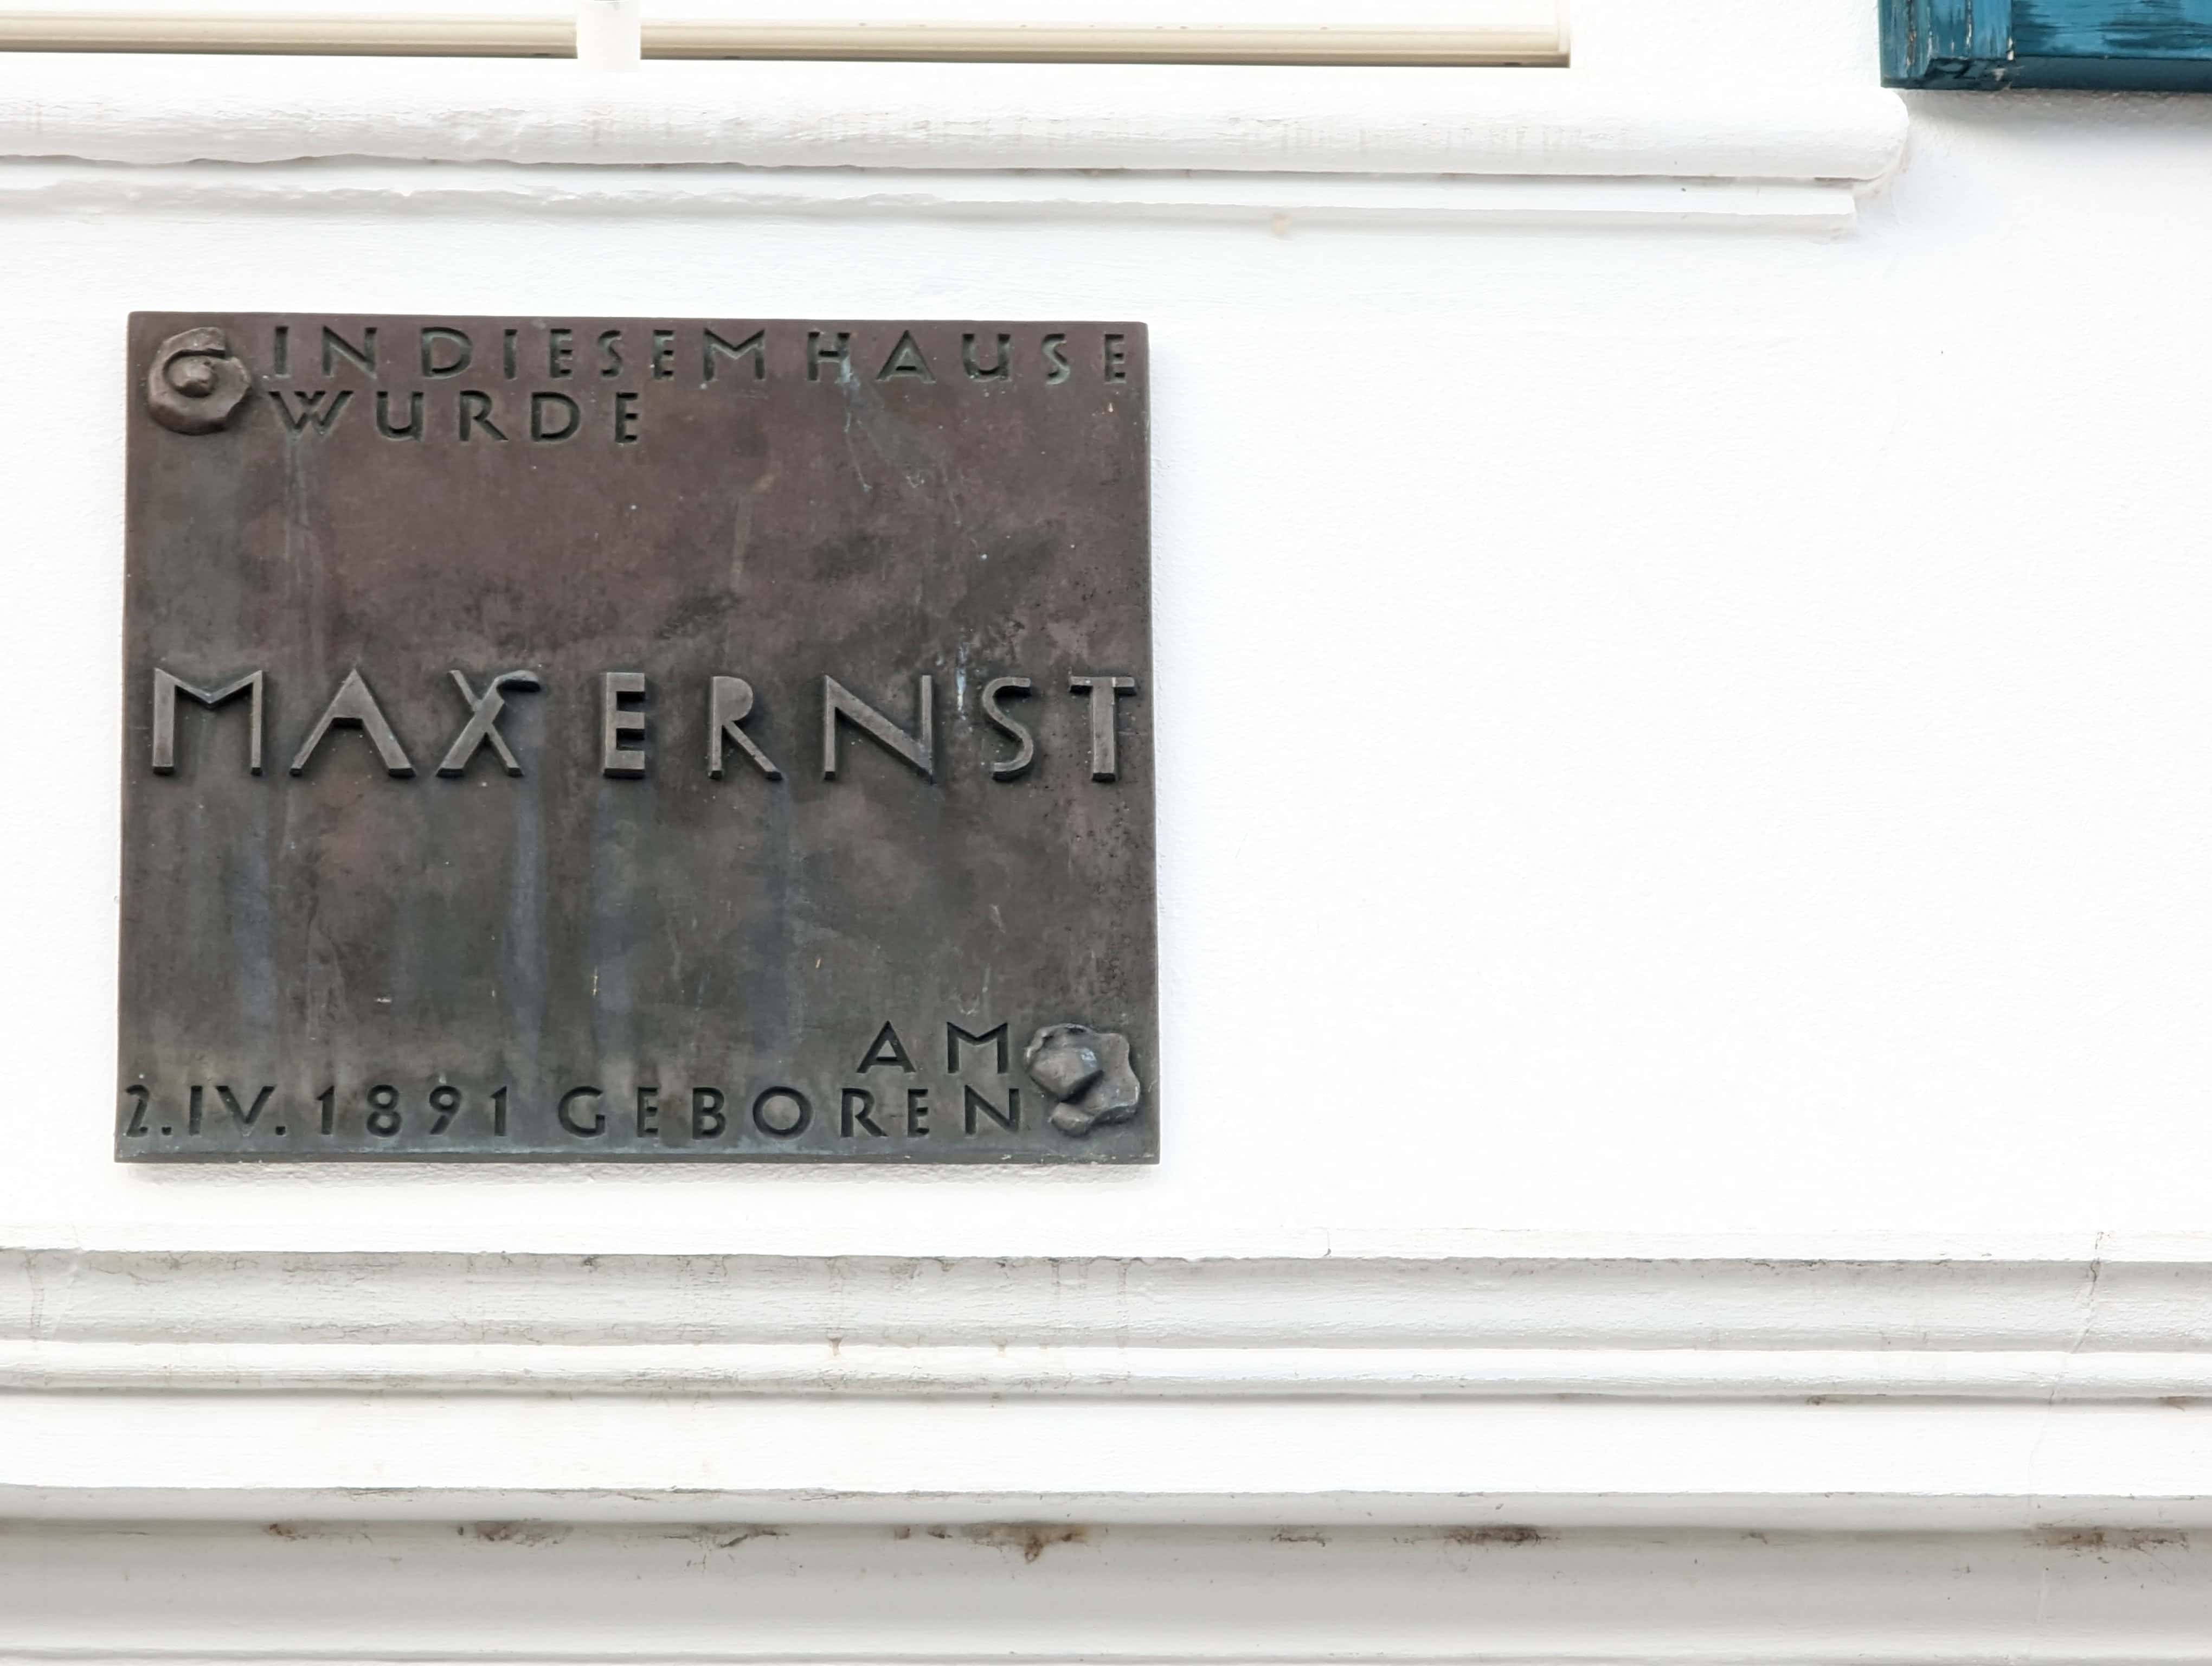 IN DIESEM HAUSE
WURDE
MAX ERNST
AM
2.IV.1891 GEBOREN